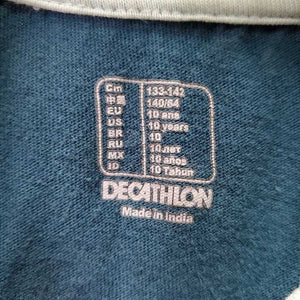 Cm 133-142
中国 140/64
EU 10 ans
US 10 years
BR 10
RU 10 лет
MX 10 años
ID 10 Tahun
DECATHLON
Made in India